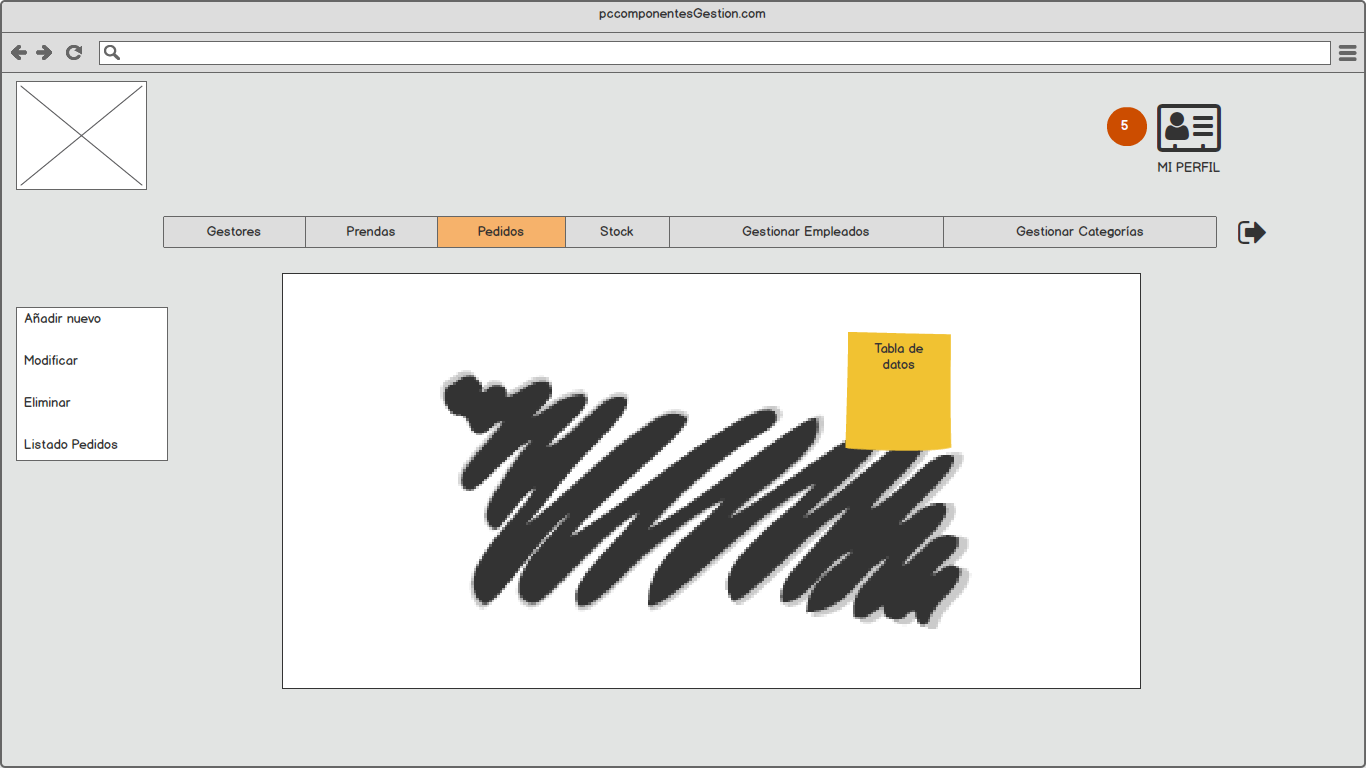 pccomponentesGestion.com
5
MI PERFIL
Gestores Prendas Pedidos Stock Gestionar Empleados Gestionar Categorías
Añadir nuevo
Modificar
Eliminar
Listado Pedidos
Tabla de
datos